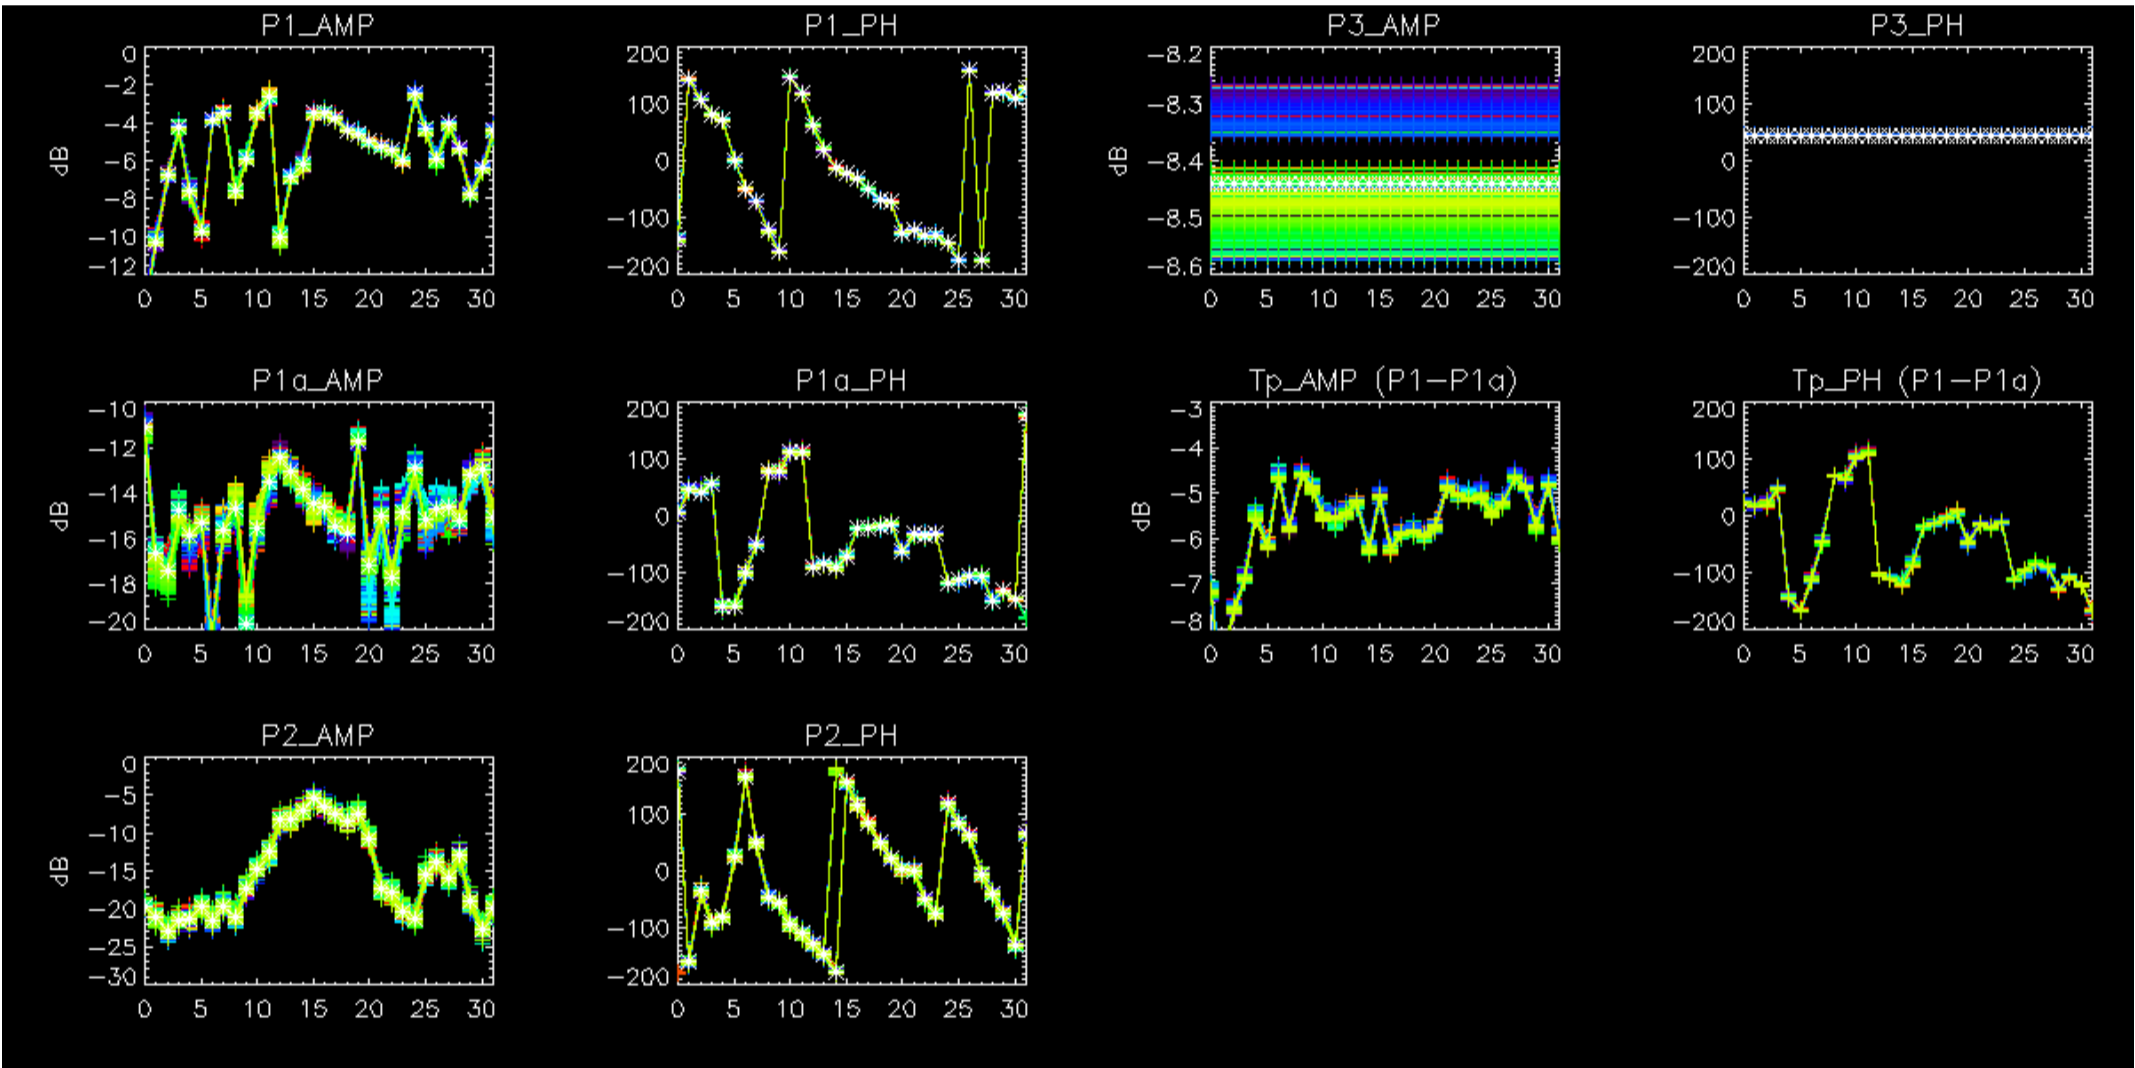 P1_AMP
0
−2
−4
−6
−8
−10
−12
dB
0 5 10 15 20 25 30
P1_PH
200
100
0
−100
−200
0 5 10 15 20 25 30
P3_AMP
−8.2
−8.3
−8.4
−8.5
−8.6
dB
0 5 10 15 20 25 30
P3_PH
200
100
0
−100
−200
0 5 10 15 20 25 30
P1a_AMP
−10
−12
−14
−16
−18
−20
dB
0 5 10 15 20 25 30
P1a_PH
200
100
0
−100
−200
0 5 10 15 20 25 30
Tp_AMP (P1−P1a)
−3
−4
−5
−6
−7
−8
dB
0 5 10 15 20 25 30
Tp_PH (P1−P1a)
200
100
0
−100
−200
0 5 10 15 20 25 30
P2_AMP
0
−5
−10
−15
−20
−25
−30
dB
0 5 10 15 20 25 30
P2_PH
200
100
0
−100
−200
0 5 10 15 20 25 30